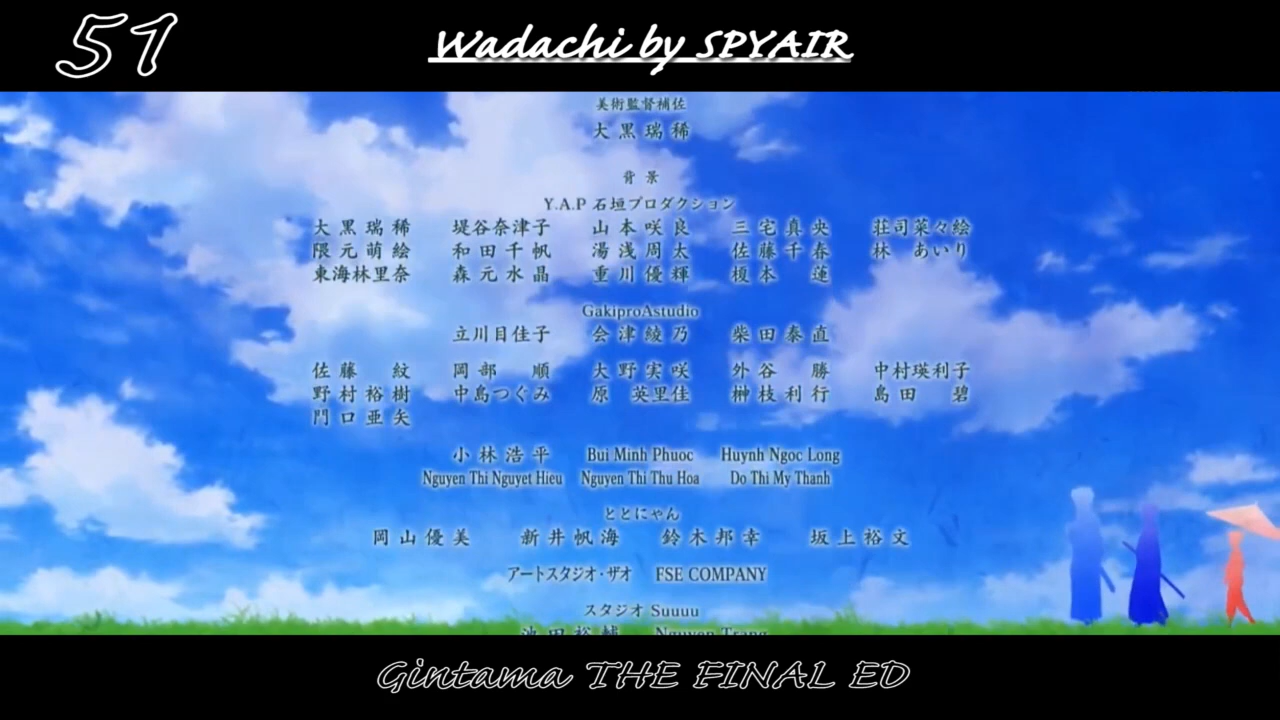 51
Wadachi by SPYAIR
美術監督補佐
大黒瑞稀
背景
Y.A.P 石垣プロダクション
大黒瑞稀 堤谷奈津子 山本咲良 三宅真央 荘司菜々絵
隈元萌絵 和田千帆 湯浅周太 佐藤千春 林 あいり
東海林里奈 森元水晶 重川優輝 榎本 蓮
GakiproAstudio
立川目佳子 会津綾乃 柴田泰直
佐藤 紋 岡部 順 大野実咲 外谷 勝 中村瑛利子
野村裕樹 中島つぐみ 原 英里佳 榊枝利行 島田 碧
門口亜矢
小林浩平 Bui Minh Phuoc Huynh Ngoc Long
Nguyen Thi Nguyet Hieu Nguyen Thi Thu Hoa Do Thi My Thanh
ととにゃん
岡山優美 新井帆海 鈴木邦幸 坂上裕文
アートスタジオ・ザオ FSE COMPANY
スタジオ Suuuu
池田裕輔 Nguyen Trang
Gintama THE FINAL ED